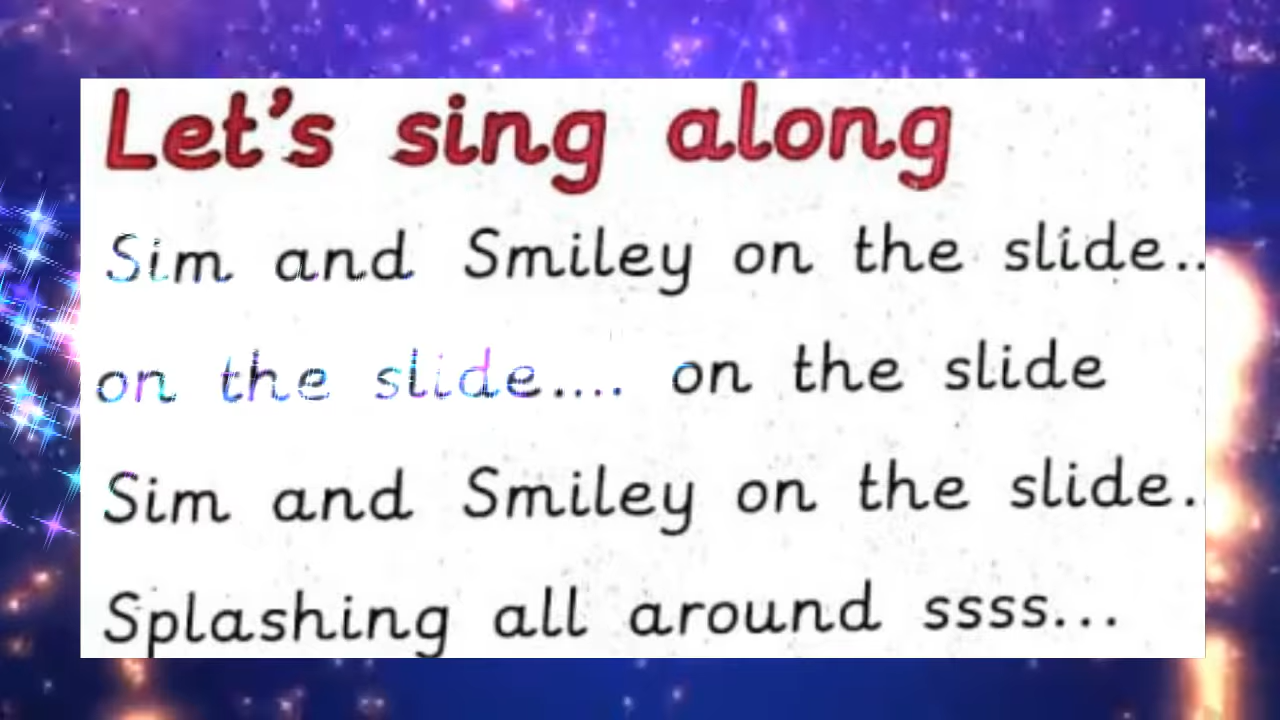 Let's sing along
Sim and Smiley on the slide..
on the slide.... on the slide
Sim and Smiley on the slide..
Splashing all around ssss...